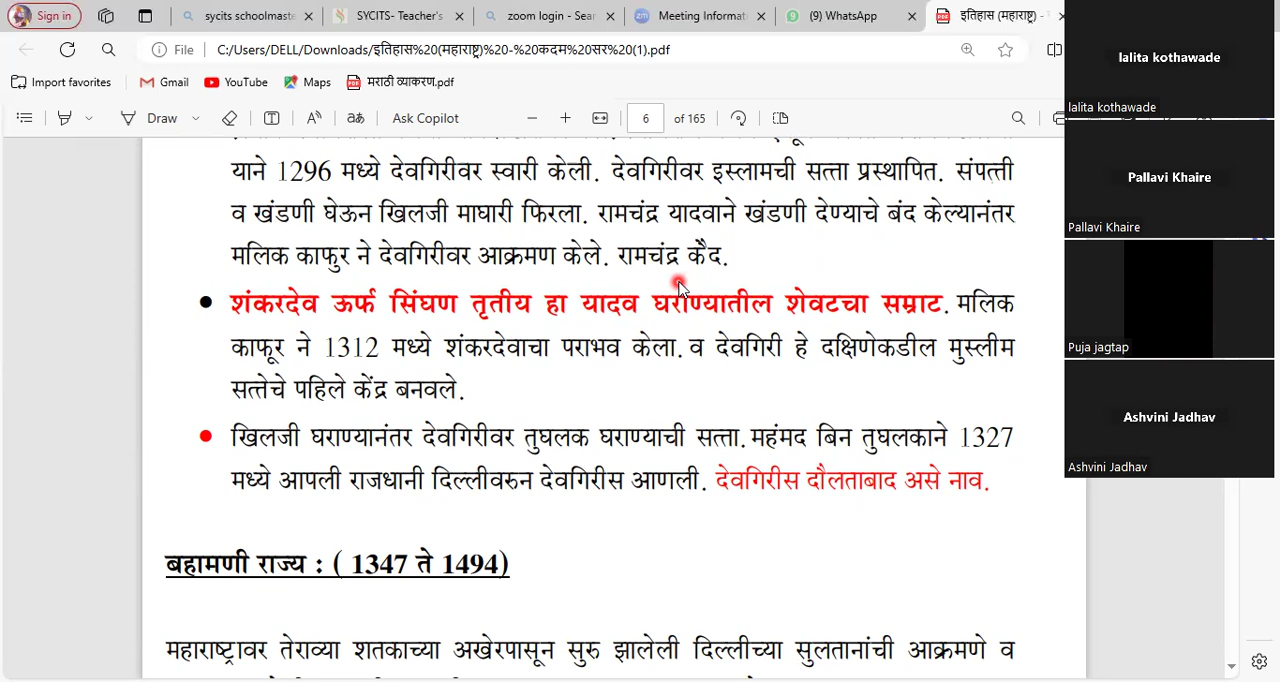 Sign in
sycits schoolmaste
SYCITS- Teacher's
zoom login - Sea
Meeting Informat
(9) WhatsApp
इतिहास (महाराष्ट्र) -
File
C:/Users/DELL/Downloads/इतिहास%20(महाराष्ट्र)%20-%20कदम%20सर%20(1).pdf
Import favorites
Gmail
YouTube
Maps
मराठी व्याकरण.pdf
Draw
Ask Copilot
6 of 165
याने 1296 मध्ये देवगिरीवर स्वारी केली. देवगिरीवर इस्लामची सत्ता प्रस्थापित. संपत्ती
व खंडणी घेऊन खिलजी माघारी फिरला. रामचंद्र यादवाने खंडणी देण्याचे बंद केल्यानंतर
मलिक काफुर ने देवगिरीवर आक्रमण केले. रामचंद्र कैद.
• शंकरदेव ऊर्फ सिंघण तृतीय हा यादव घराण्यातील शेवटचा सम्राट. मलिक
काफूर ने 1312 मध्ये शंकरदेवाचा पराभव केला. व देवगिरी हे दक्षिणेकडील मुस्लीम
सत्तेचे पहिले केंद्र बनवले.
• खिलजी घराण्यानंतर देवगिरीवर तुघलक घराण्याची सत्ता. महंमद बिन तुघलकाने 1327
मध्ये आपली राजधानी दिल्लीवरुन देवगिरीस आणली. देवगिरीस दौलताबाद असे नाव.
बहामणी राज्य : ( 1347 ते 1494)
महाराष्ट्रावर तेराव्या शतकाच्या अखेरपासून सुरु झालेली दिल्लीच्या सुलतानांची आक्रमणे व
lalita kothawade
lalita kothawade
Pallavi Khaire
Pallavi Khaire
Puja jagtap
Ashvini Jadhav
Ashvini Jadhav